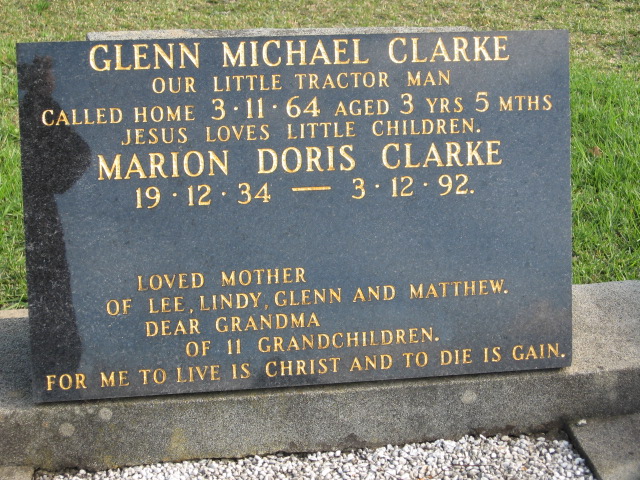 GLENN MICHAEL CLARKE
OUR LITTLE TRACTOR MAN
CALLED HOME 3·11·64 AGED 3 YRS 5 MTHS
JESUS LOVES LITTLE CHILDREN.
MARION DORIS CLARKE
19·12·34 — 3·12·92.
LOVED MOTHER
OF LEE, LINDY, GLENN AND MATTHEW.
DEAR GRANDMA
OF 11 GRANDCHILDREN.
FOR ME TO LIVE IS CHRIST AND TO DIE IS GAIN.